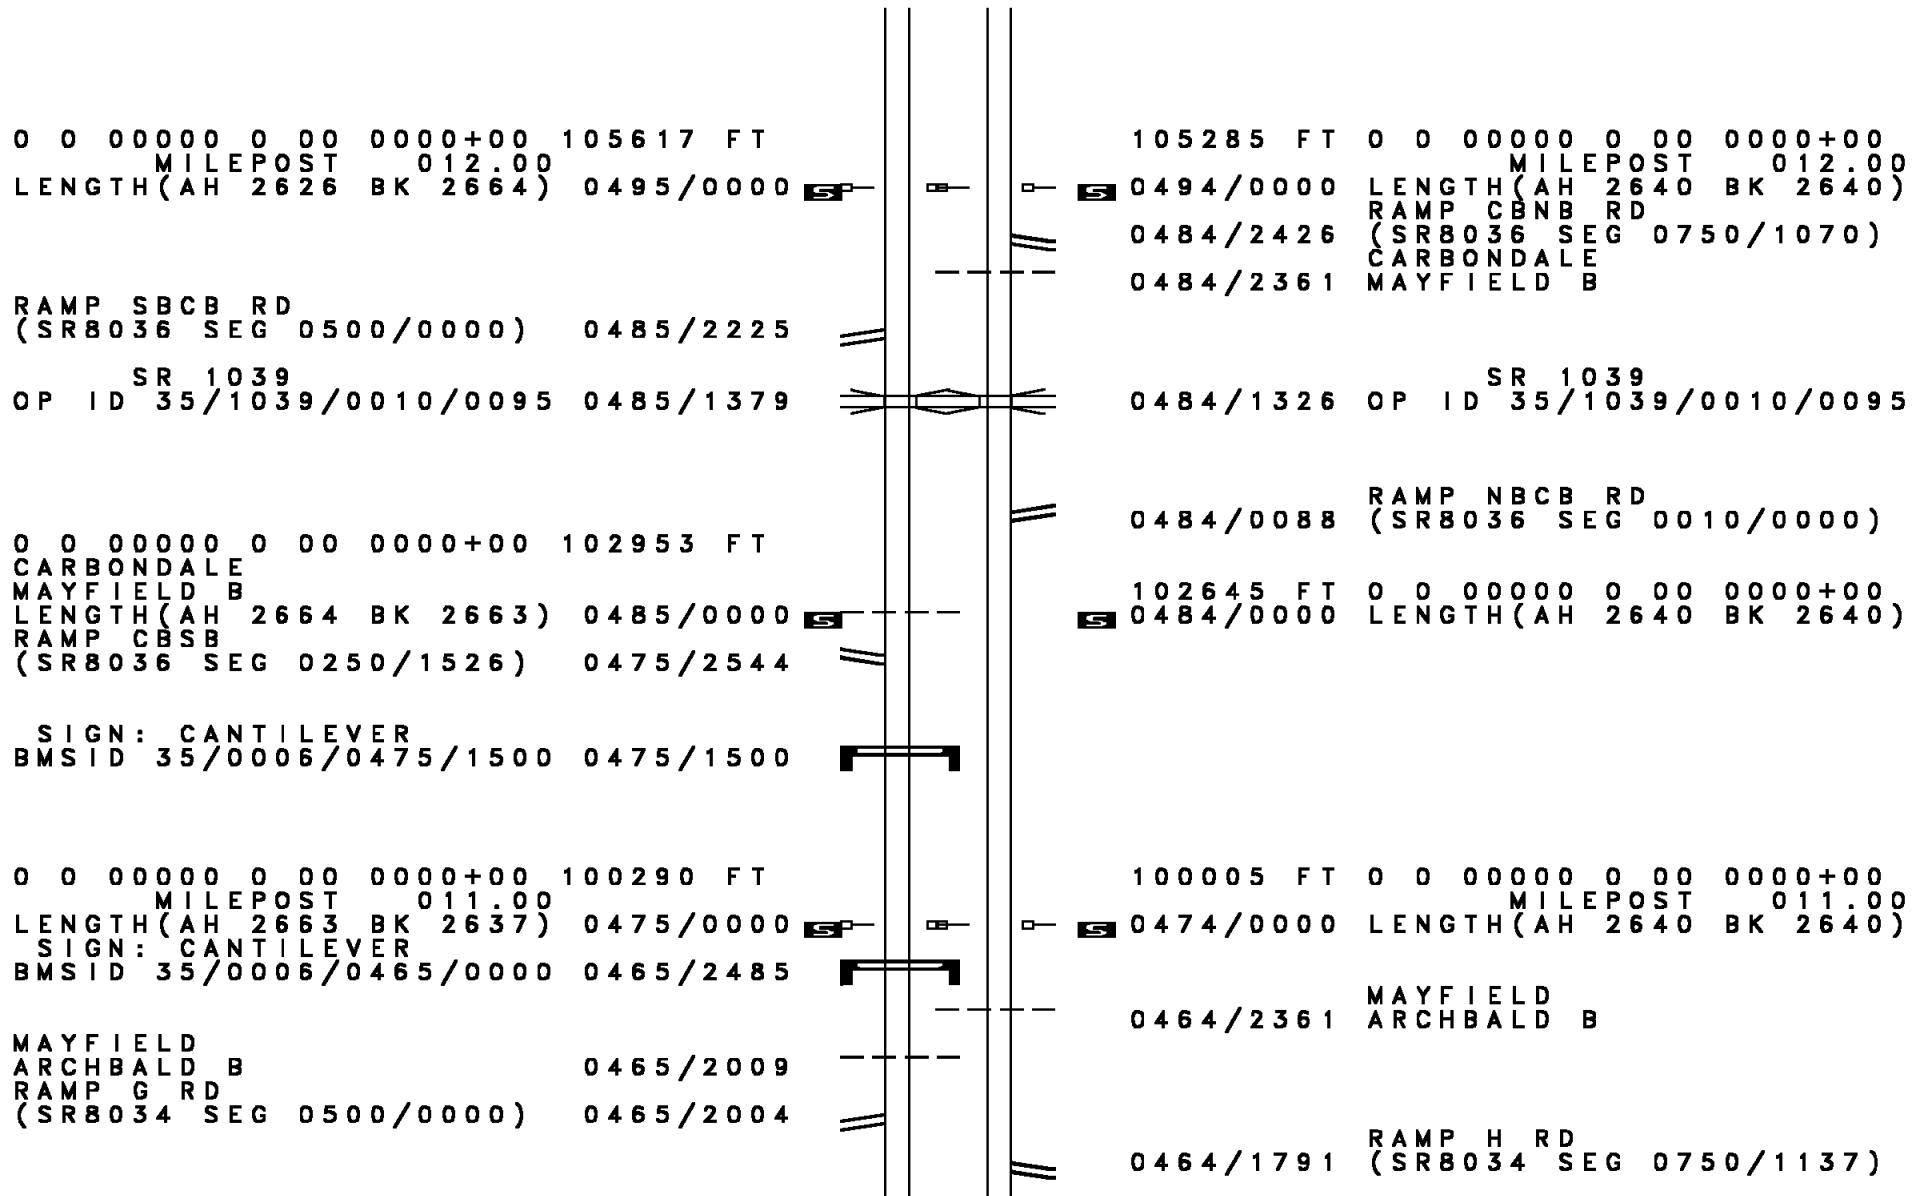 0 0 00000 0 00 0000+00 105617 FT
MILEPOST 012.00
LENGTH(AH 2626 BK 2664) 0495/0000 S
RAMP SBCB RD
(SR8036 SEG 0500/0000) 0485/2225
SR 1039
OP ID 35/1039/0010/0095 0485/1379
0 0 00000 0 00 0000+00 102953 FT
CARBONDALE
MAYFIELD B
LENGTH(AH 2664 BK 2663) 0485/0000 S
RAMP CBSB
(SR8036 SEG 0250/1526) 0475/2544
SIGN: CANTILEVER
BMSID 35/0006/0475/1500 0475/1500
0 0 00000 0 00 0000+00 100290 FT
MILEPOST 011.00
LENGTH(AH 2663 BK 2637) 0475/0000 S
SIGN: CANTILEVER
BMSID 35/0006/0465/0000 0465/2485
MAYFIELD
ARCHBALD B 0465/2009
RAMP G RD
(SR8034 SEG 0500/0000) 0465/2004
105285 FT 0 0 00000 0 00 0000+00
MILEPOST 012.00
S 0494/0000 LENGTH(AH 2640 BK 2640)
RAMP CBNB RD
0484/2426 (SR8036 SEG 0750/1070)
CARBONDALE
0484/2361 MAYFIELD B
SR 1039
0484/1326 OP ID 35/1039/0010/0095
RAMP NBCB RD
0484/0088 (SR8036 SEG 0010/0000)
102645 FT 0 0 00000 0 00 0000+00
S 0484/0000 LENGTH(AH 2640 BK 2640)
100005 FT 0 0 00000 0 00 0000+00
MILEPOST 011.00
S 0474/0000 LENGTH(AH 2640 BK 2640)
MAYFIELD
0464/2361 ARCHBALD B
RAMP H RD
0464/1791 (SR8034 SEG 0750/1137)